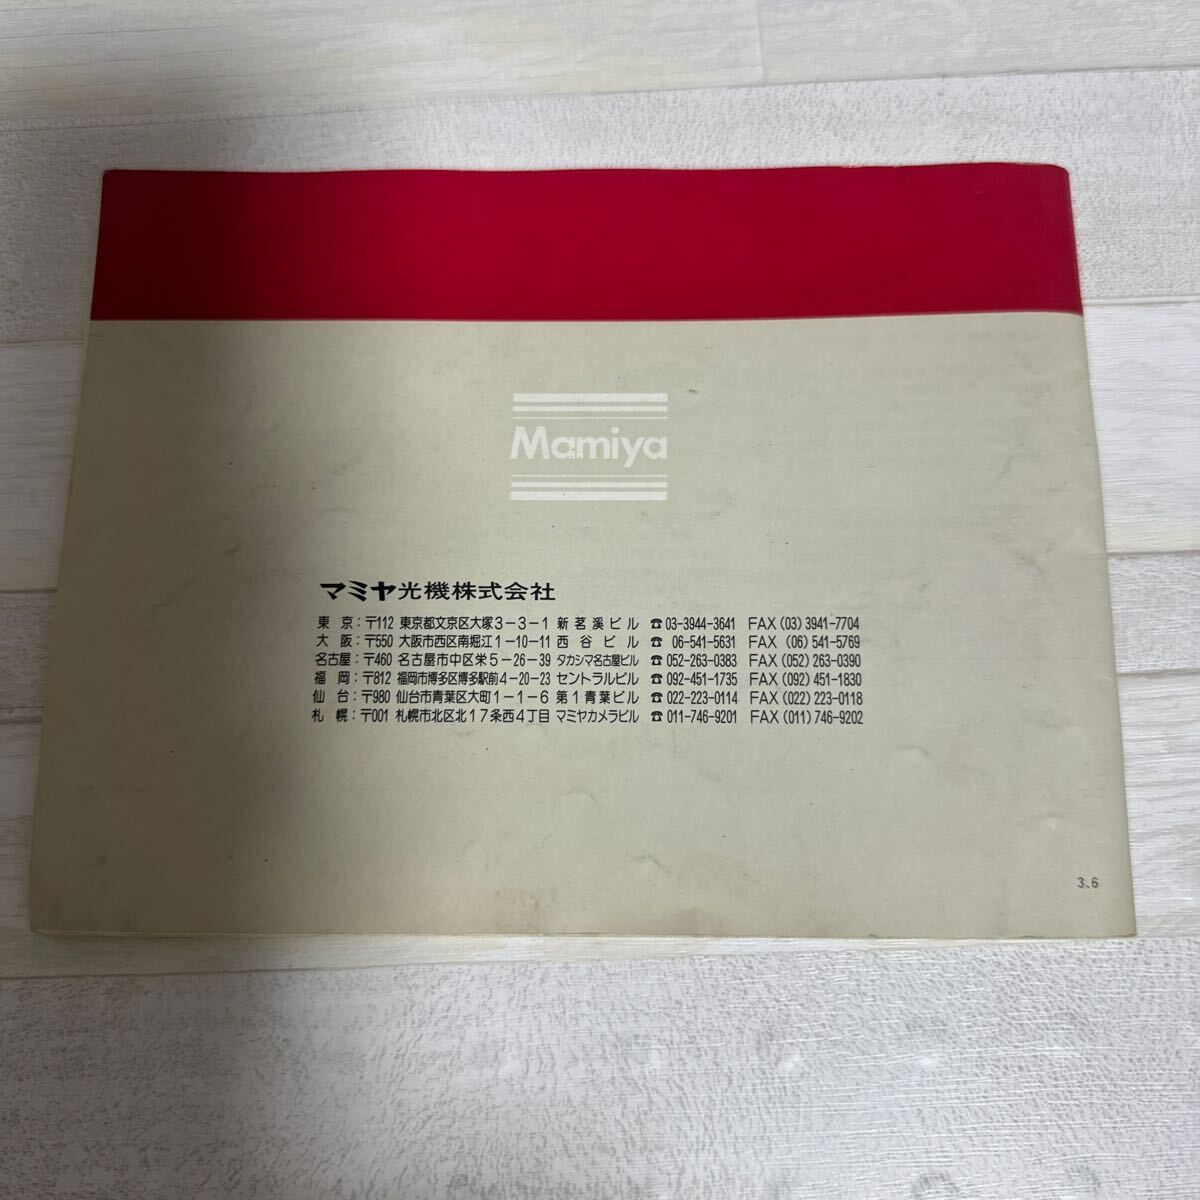 Mamiya
マミヤ光機株式会社
東京：〒112 東京都文京区大塚3-3-1 新茗溪ビル ☎03-3944-3641 FAX (03) 3941-7704
大阪：〒550 大阪市西区南堀江1-10-11 西谷ビル ☎ 06-541-5631 FAX (06) 541-5769
名古屋：〒460 名古屋市中区栄5-26-39 タカシマ名古屋ビル ☎052-263-0383 FAX (052) 263-0390
福岡：〒812 福岡市博多区博多駅前4-20-23 セントラルビル ☎092-451-1735 FAX (092) 451-1830
仙台：〒980 仙台市青葉区大町1-1-6 第1青葉ビル ☎022-223-0114 FAX (022) 223-0118
札幌：〒001 札幌市北区北17条西4丁目 マミヤカメラビル ☎011-746-9201 FAX (011) 746-9202
3.6